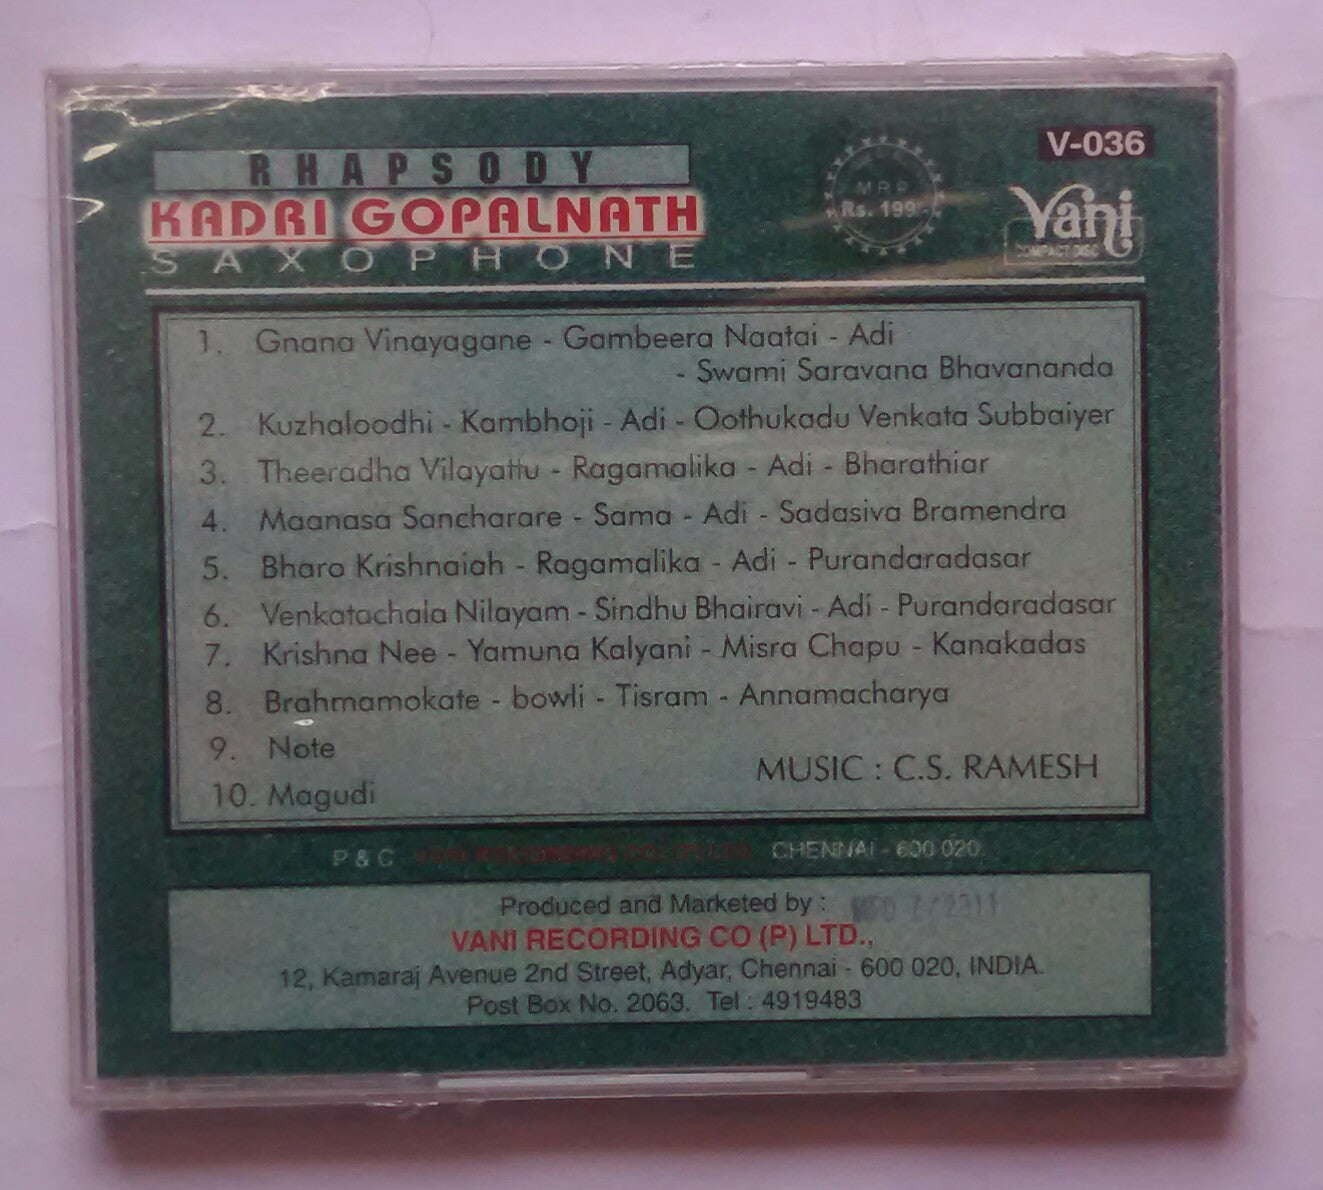 RHAPSODY
V-036
KADRI GOPALNATH
M R P
Rs. 199
Vani
SAXOPHONE
1. Gnana Vinayagane - Gambeera Naatai - Adi
- Swami Saravana Bhavananda
2. Kuzhaloodhi - Kambhoji - Adi - Oothukadu Venkata Subbaiyer
3. Theeradha Vilayattu - Ragamalika - Adi - Bharathiar
4. Maanasa Sancharare - Sama - Adi - Sadasiva Bramendra
5. Bharo Krishnaiah - Ragamalika - Adi - Purandaradasar
6. Venkatachala Nilayam - Sindhu Bhairavi - Adi - Purandaradasar
7. Krishna Nee - Yamuna Kalyani - Misra Chapu - Kanakadas
8. Brahmamokate - bowli - Tisram - Annamacharya
9. Note
MUSIC : C.S. RAMESH
10. Magudi
P & C VANI RECORDING CO. (P) LTD. CHENNAI - 600 020.
Produced and Marketed by :
VANI RECORDING CO (P) LTD.,
12, Kamaraj Avenue 2nd Street, Adyar, Chennai - 600 020, INDIA.
Post Box No. 2063. Tel : 4919483